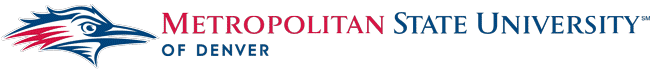 METROPOLITAN STATE UNIVERSITY℠
OF DENVER